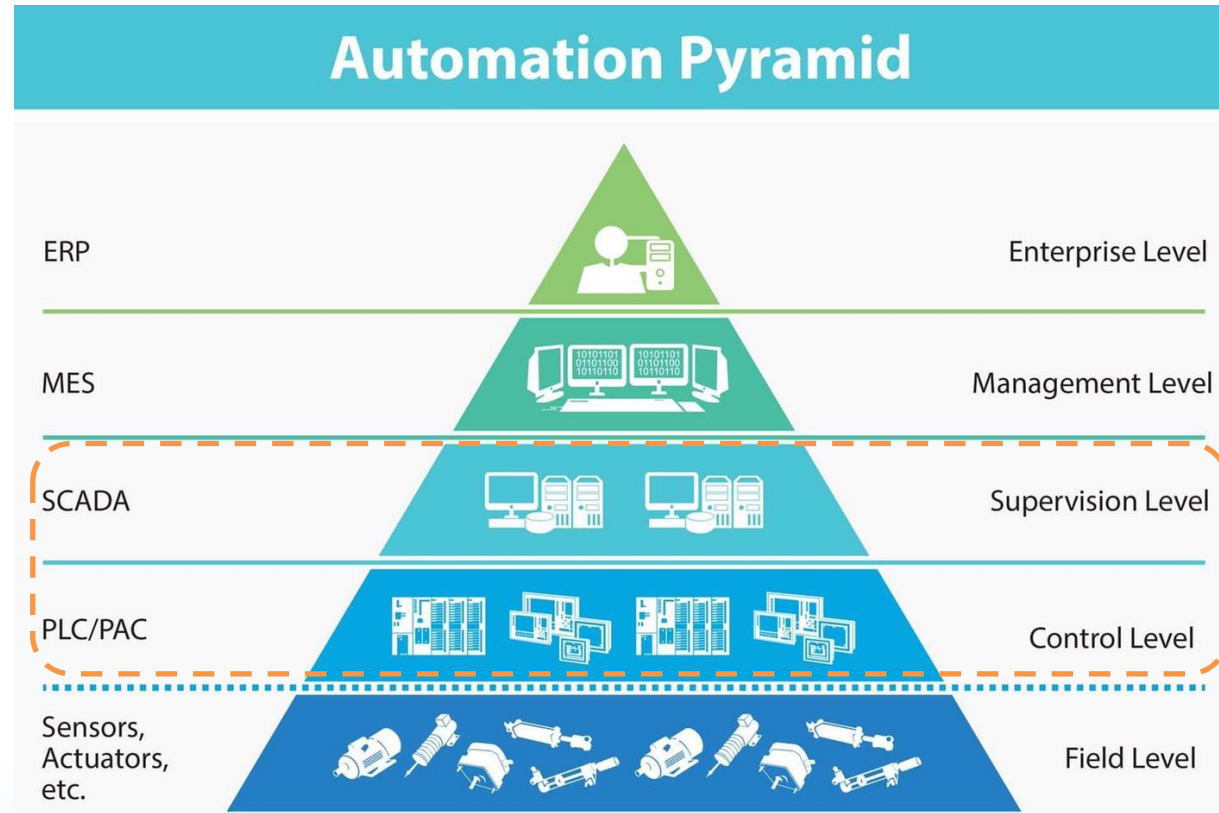 Automation Pyramid
ERP
Enterprise Level
MES
10101101
01101100
10110110
10101101
01101100
10110110
Management Level
SCADA
Supervision Level
PLC/PAC
Control Level
Sensors,
Actuators,
etc.
Field Level